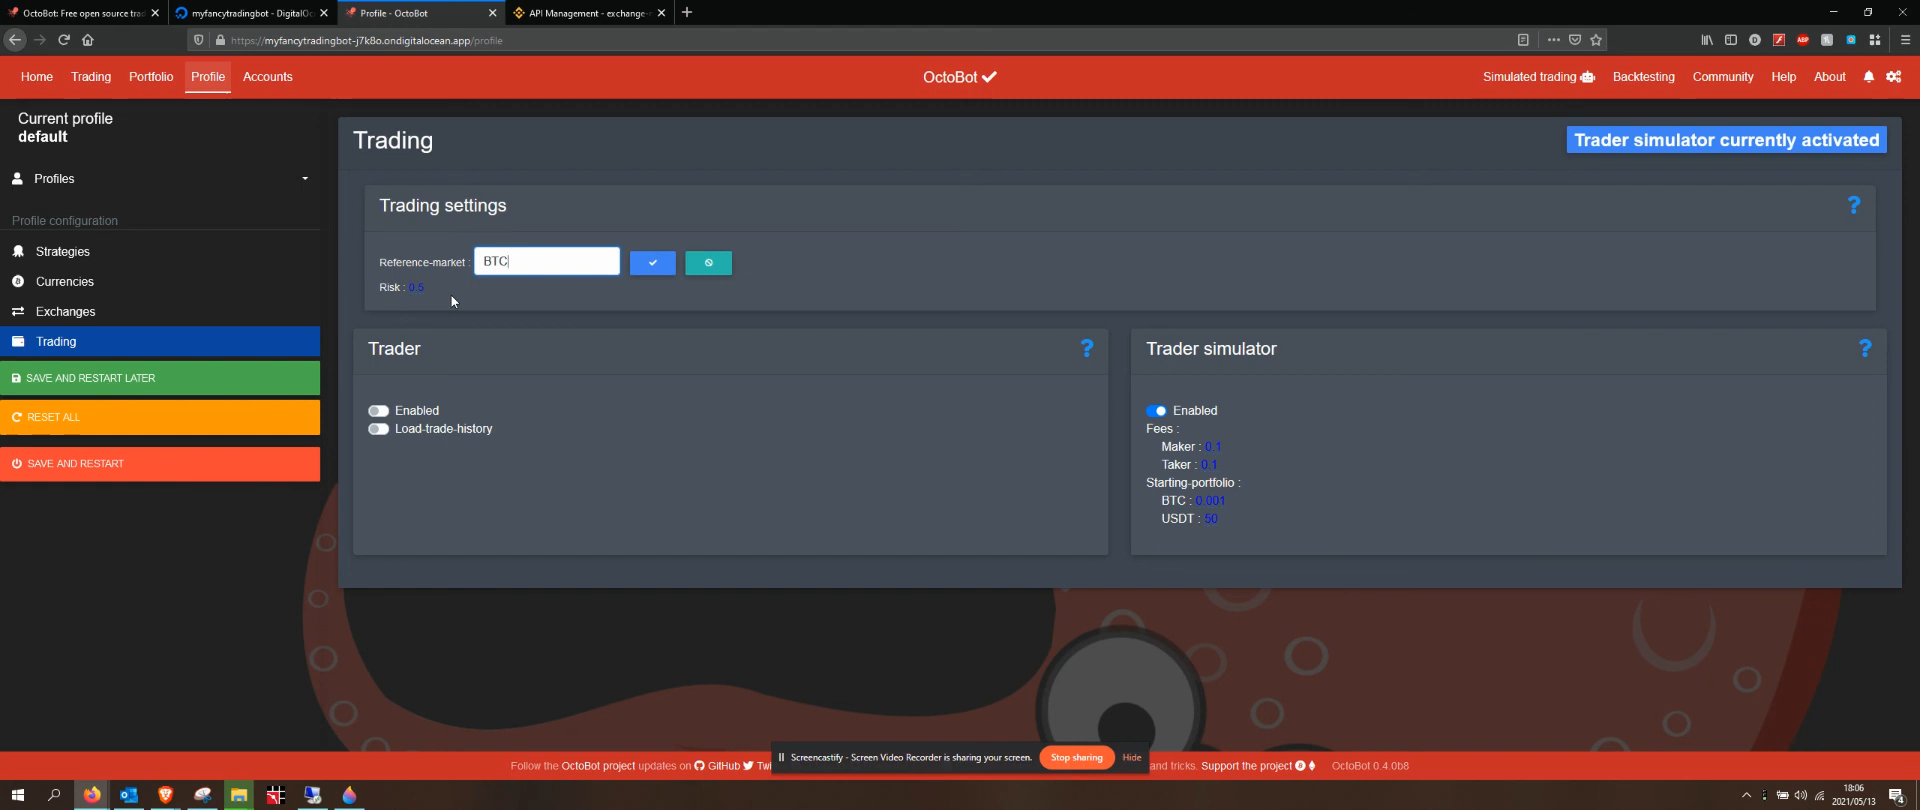 OctoBot: Free open source trad
myfancytradingbot - DigitalOc
Profile - OctoBot
API Management - exchange-
https://myfancytradingbot-j7k8o.ondigitalocean.app/profile
Home Trading Portfolio Profile Accounts
OctoBot
Simulated trading Backtesting Community Help About
Current profile
default
Profiles
Profile configuration
Strategies
Currencies
Exchanges
Trading
SAVE AND RESTART LATER
RESET ALL
SAVE AND RESTART
Trading
Trader simulator currently activated
Trading settings
?
Reference-market : BTC
Risk : 0.5
Trader
?
Enabled
Load-trade-history
Trader simulator
?
Enabled
Fees :
Maker : 0.1
Taker : 0.1
Starting-portfolio :
BTC : 0.001
USDT : 50
Follow the OctoBot project updates on GitHub Twi
Screencastify - Screen Video Recorder is sharing your screen. Stop sharing Hide
and tricks. Support the project
OctoBot 0.4.0b8
18:06
2021/05/13
4